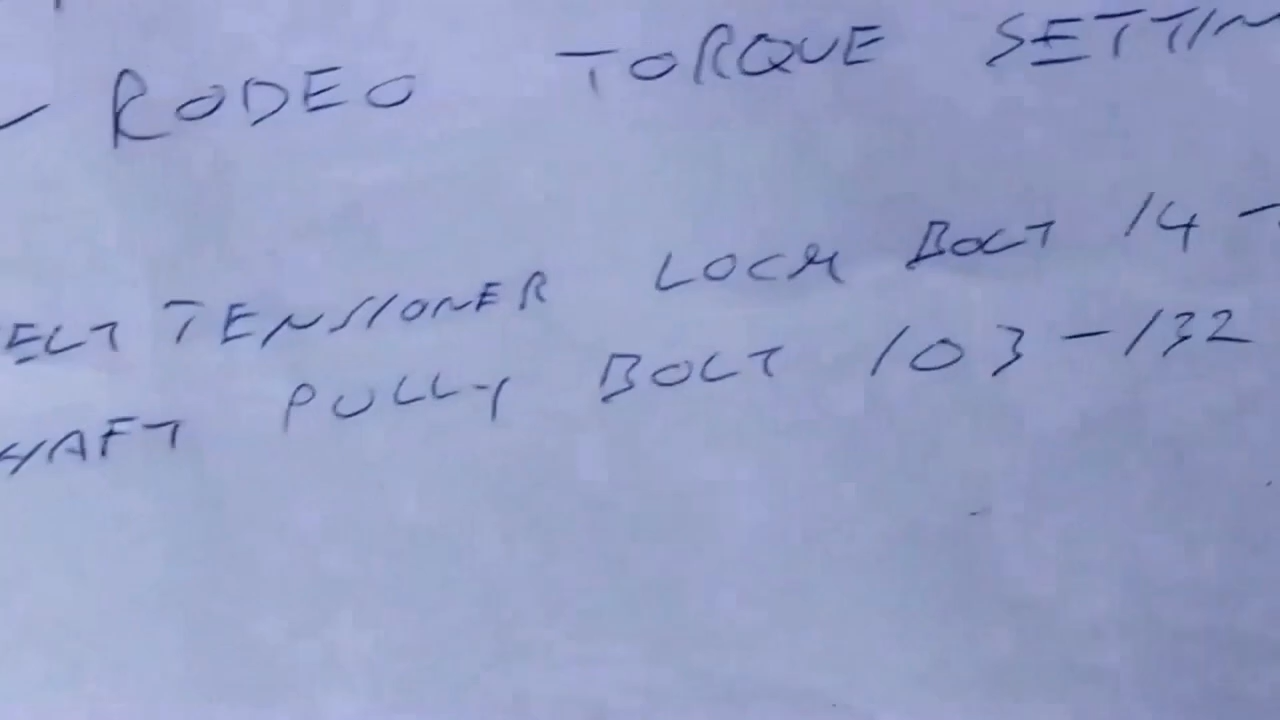 RODEO TORQUE SETTIN
ELT TENSIONER LOCK BOLT 14 -
HAFT PULLY BOLT 103 - 132